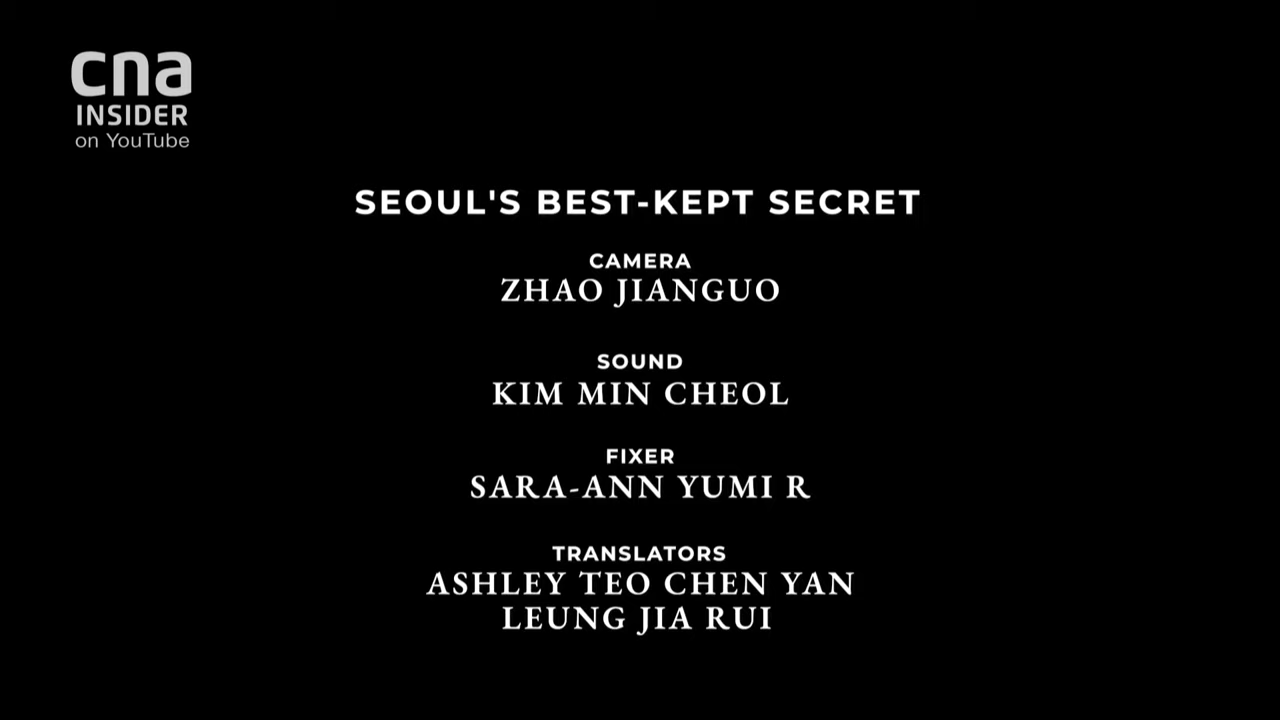 cna
INSIDER
on YouTube
SEOUL'S BEST-KEPT SECRET
CAMERA
ZHAO JIANGUO
SOUND
KIM MIN CHEOL
FIXER
SARA-ANN YUMI R
TRANSLATORS
ASHLEY TEO CHEN YAN
LEUNG JIA RUI